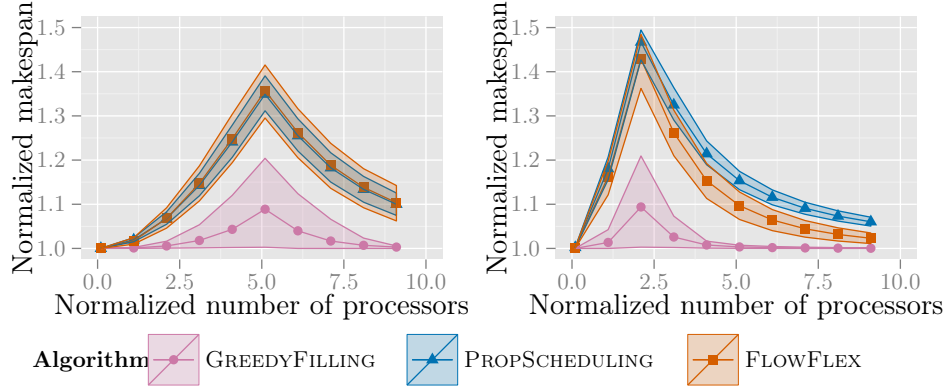 Normalized makespan
1.5
1.4
1.3
1.2
1.1
1.0
0.0 2.5 5.0 7.5 10.0
Normalized number of processors
Normalized makespan
1.5
1.4
1.3
1.2
1.1
1.0
0.0 2.5 5.0 7.5 10.0
Normalized number of processors
Algorithm GREEDYFILLING PROPSCHEDULING FLOWFLEX